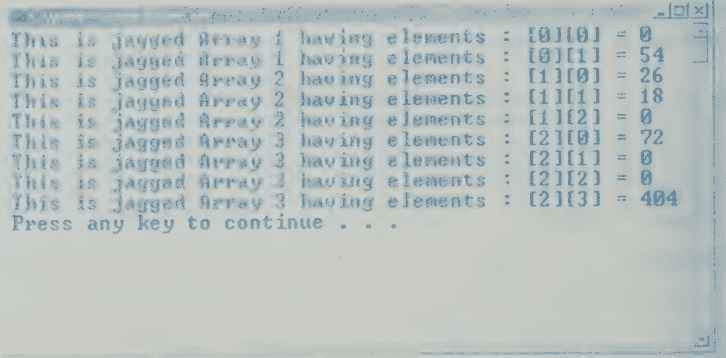 This is jagged Array 1 having elements : [0][0] = 0
This is jagged Array 1 having elements : [0][1] = 54
This is jagged Array 2 having elements : [1][0] = 26
This is jagged Array 2 having elements : [1][1] = 18
This is jagged Array 2 having elements : [1][2] = 0
This is jagged Array 3 having elements : [2][0] = 72
This is jagged Array 3 having elements : [2][1] = 0
This is jagged Array 3 having elements : [2][2] = 0
This is jagged Array 3 having elements : [2][3] = 404
Press any key to continue . . .